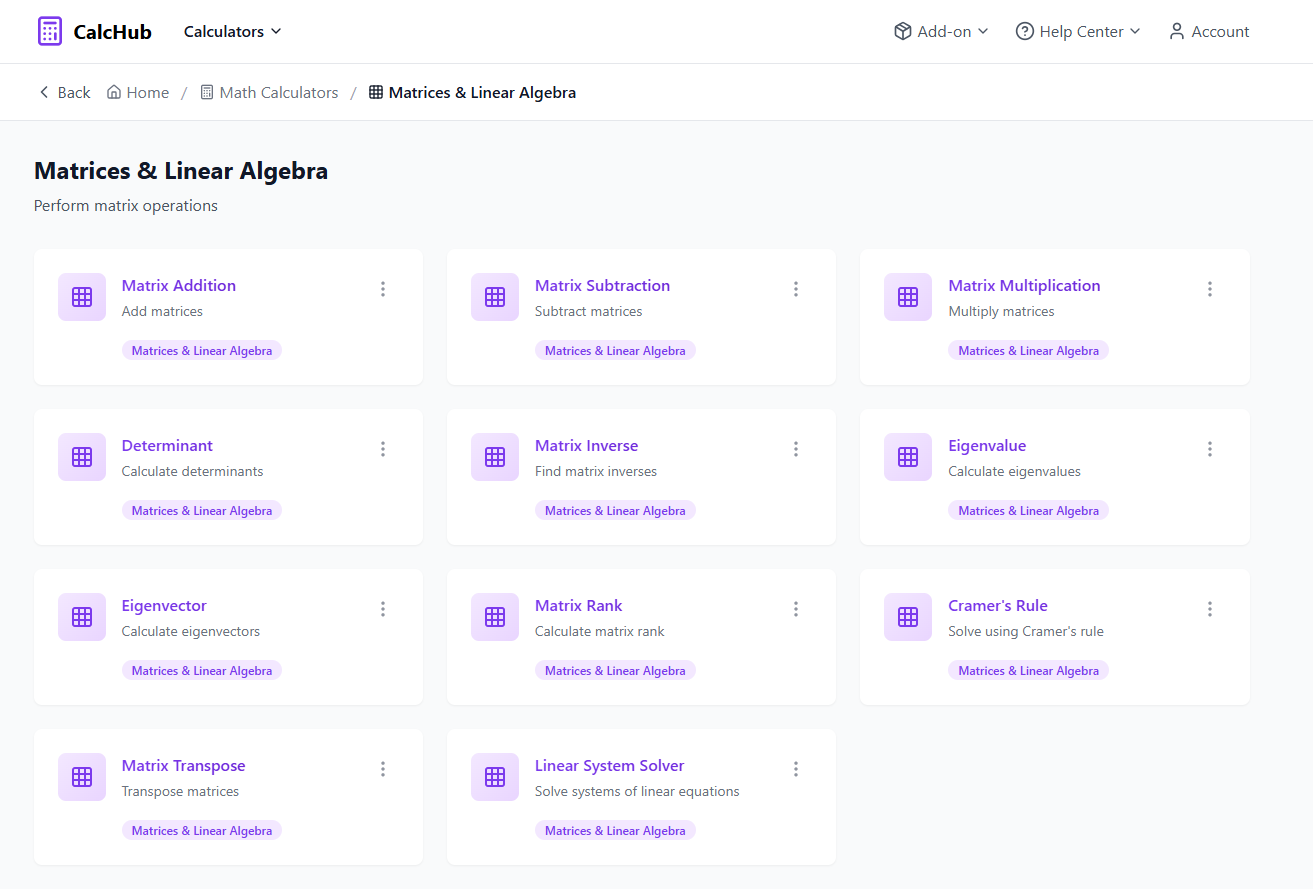 CalcHub
Calculators
Add-on
Help Center
Account
Back
Home / Math Calculators / Matrices & Linear Algebra
Matrices & Linear Algebra
Perform matrix operations
Matrix Addition
Add matrices
Matrices & Linear Algebra
Matrix Subtraction
Subtract matrices
Matrices & Linear Algebra
Matrix Multiplication
Multiply matrices
Matrices & Linear Algebra
Determinant
Calculate determinants
Matrices & Linear Algebra
Matrix Inverse
Find matrix inverses
Matrices & Linear Algebra
Eigenvalue
Calculate eigenvalues
Matrices & Linear Algebra
Eigenvector
Calculate eigenvectors
Matrices & Linear Algebra
Matrix Rank
Calculate matrix rank
Matrices & Linear Algebra
Cramer's Rule
Solve using Cramer's rule
Matrices & Linear Algebra
Matrix Transpose
Transpose matrices
Matrices & Linear Algebra
Linear System Solver
Solve systems of linear equations
Matrices & Linear Algebra